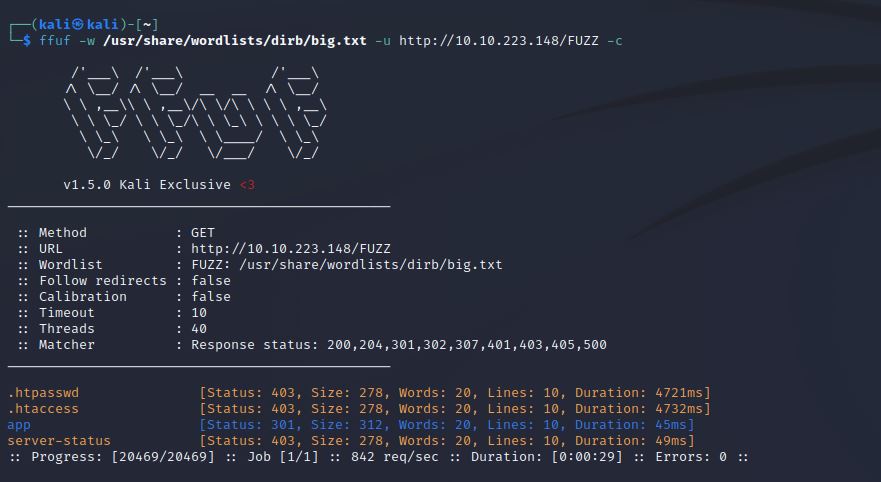 ┌──(kali㉿kali)-[~]
└─$ ffuf -w /usr/share/wordlists/dirb/big.txt -u http://10.10.223.148/FUZZ -c

        /'___\  /'___\           /'___\
       /\ \__/ /\ \__/  __  __  /\ \__/
       \ \ ,__\\ \ ,__\/\ \/\ \ \ \ ,__\
        \ \ \_/ \ \ \_/\ \ \_\ \ \ \ \_/
         \ \_\   \ \_\  \ \____/  \ \_\
          \/_/    \/_/   \/___/    \/_/

       v1.5.0 Kali Exclusive <3
________________________________________________

 :: Method           : GET
 :: URL              : http://10.10.223.148/FUZZ
 :: Wordlist         : FUZZ: /usr/share/wordlists/dirb/big.txt
 :: Follow redirects : false
 :: Calibration      : false
 :: Timeout          : 10
 :: Threads          : 40
 :: Matcher          : Response status: 200,204,301,302,307,401,403,405,500
________________________________________________

.htpasswd               [Status: 403, Size: 278, Words: 20, Lines: 10, Duration: 4721ms]
.htaccess               [Status: 403, Size: 278, Words: 20, Lines: 10, Duration: 4732ms]
app                     [Status: 301, Size: 312, Words: 20, Lines: 10, Duration: 45ms]
server-status           [Status: 403, Size: 278, Words: 20, Lines: 10, Duration: 49ms]
:: Progress: [20469/20469] :: Job [1/1] :: 842 req/sec :: Duration: [0:00:29] :: Errors: 0 ::